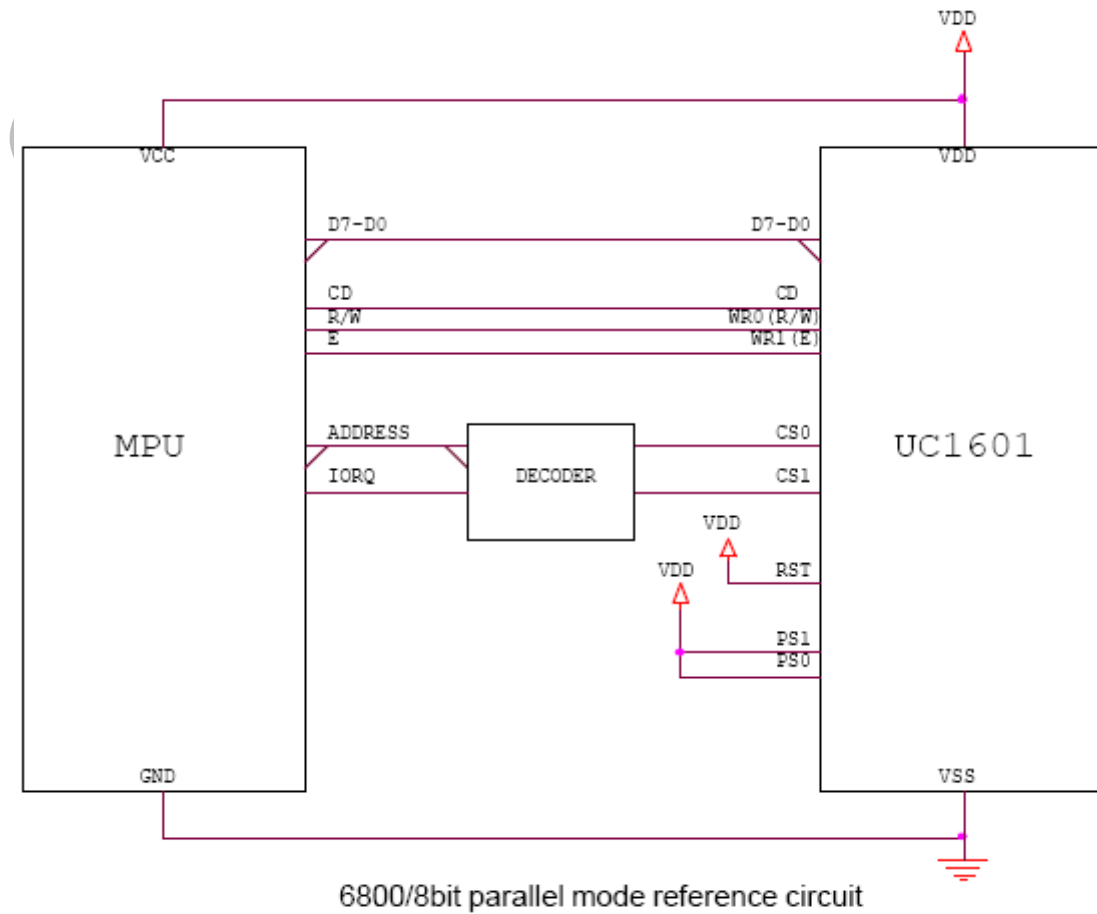 VDD
VCC VDD
D7-D0 D7-D0
CD CD
R/W WR0(R/W)
E WR1(E)
ADDRESS CS0
MPU UC1601
IORQ DECODER CS1
VDD
VDD RST
PS1
PS0
GND VSS
6800/8bit parallel mode reference circuit